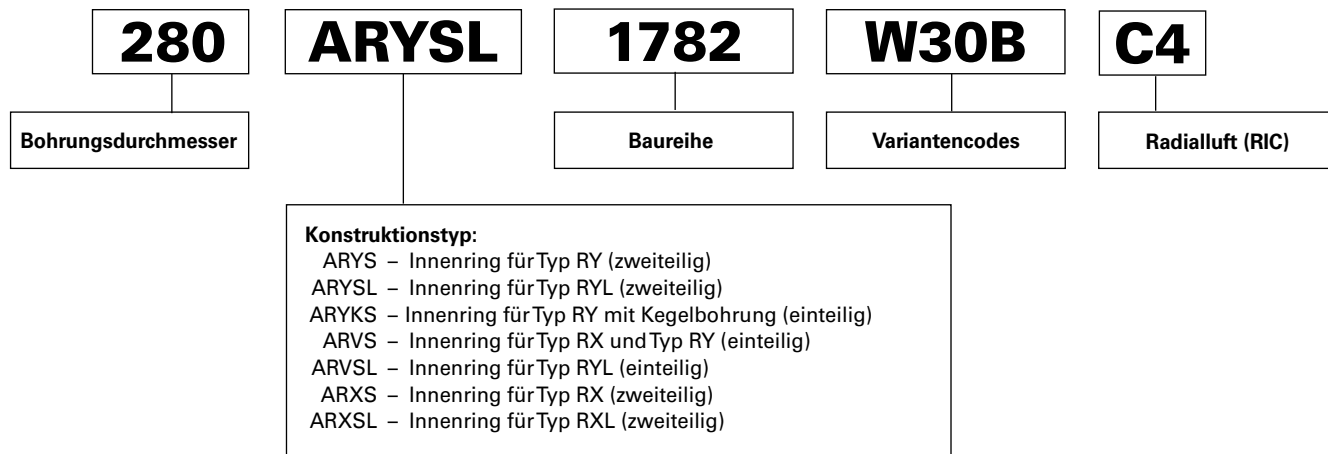 280 ARYSL 1782 W30B C4
Bohrungsdurchmesser Baureihe Variantencodes Radialluft (RIC)
Konstruktionstyp:
ARYS – Innenring für Typ RY (zweiteilig)
ARYSL – Innenring für Typ RYL (zweiteilig)
ARYKS – Innenring für Typ RY mit Kegelbohrung (einteilig)
ARVS – Innenring für Typ RX und Typ RY (einteilig)
ARVSL – Innenring für Typ RYL (einteilig)
ARXS – Innenring für Typ RX (zweiteilig)
ARXSL – Innenring für Typ RXL (zweiteilig)